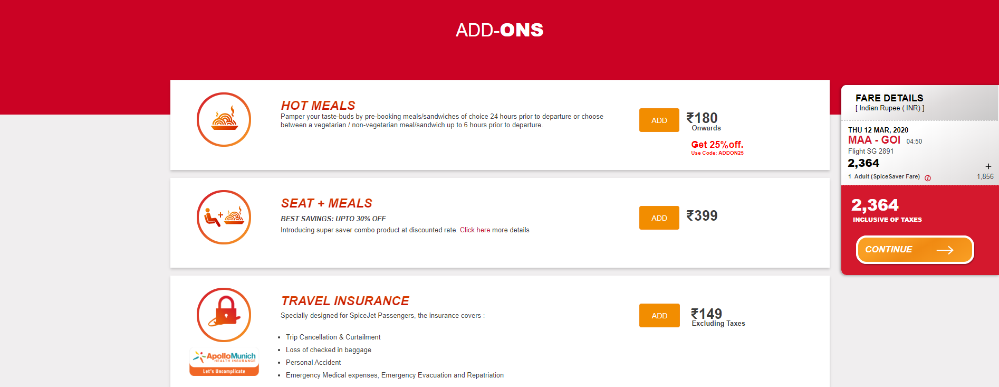 ADD-ONS
HOT MEALS
Pamper your taste-buds by pre-booking meals/sandwiches of choice 24 hours prior to departure or choose
between a vegetarian / non-vegetarian meal/sandwich up to 6 hours prior to departure.
ADD
₹180
Onwards
Get 25%off.
Use Code: ADDON25
SEAT + MEALS
BEST SAVINGS: UPTO 30% OFF
Introducing super saver combo product at discounted rate. Click here more details
ADD
₹399
TRAVEL INSURANCE
Specially designed for SpiceJet Passengers, the insurance covers :
• Trip Cancellation & Curtailment
• Loss of checked in baggage
• Personal Accident
• Emergency Medical expenses, Emergency Evacuation and Repatriation
ADD
₹149
Excluding Taxes
ApolloMunich
HEALTH INSURANCE
Let's Uncomplicate
FARE DETAILS
[ Indian Rupee ( INR) ]
THU 12 MAR, 2020
MAA - GOI 04:50
Flight SG 2891
2,364
+
1 Adult (SpiceSaver Fare) i 1,856
2,364
INCLUSIVE OF TAXES
CONTINUE